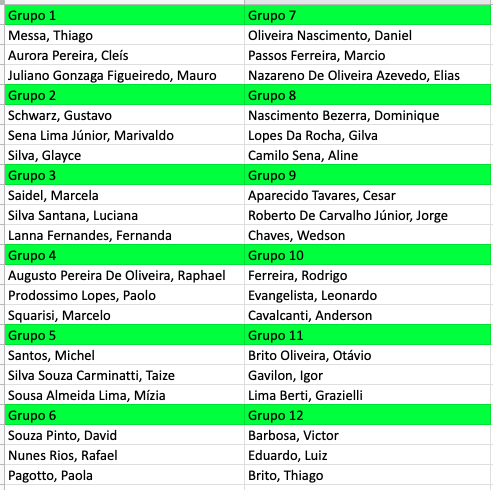 Grupo 1
Messa, Thiago
Aurora Pereira, Cleís
Juliano Gonzaga Figueiredo, Mauro
Grupo 2
Schwarz, Gustavo
Sena Lima Júnior, Marivaldo
Silva, Glayce
Grupo 3
Saidel, Marcela
Silva Santana, Luciana
Lanna Fernandes, Fernanda
Grupo 4
Augusto Pereira De Oliveira, Raphael
Prodossimo Lopes, Paolo
Squarisi, Marcelo
Grupo 5
Santos, Michel
Silva Souza Carminatti, Taize
Sousa Almeida Lima, Mízia
Grupo 6
Souza Pinto, David
Nunes Rios, Rafael
Pagotto, Paola
Grupo 7
Oliveira Nascimento, Daniel
Passos Ferreira, Marcio
Nazareno De Oliveira Azevedo, Elias
Grupo 8
Nascimento Bezerra, Dominique
Lopes Da Rocha, Gilva
Camilo Sena, Aline
Grupo 9
Aparecido Tavares, Cesar
Roberto De Carvalho Júnior, Jorge
Chaves, Wedson
Grupo 10
Ferreira, Rodrigo
Evangelista, Leonardo
Cavalcanti, Anderson
Grupo 11
Brito Oliveira, Otávio
Gavilon, Igor
Lima Berti, Grazielli
Grupo 12
Barbosa, Victor
Eduardo, Luiz
Brito, Thiago